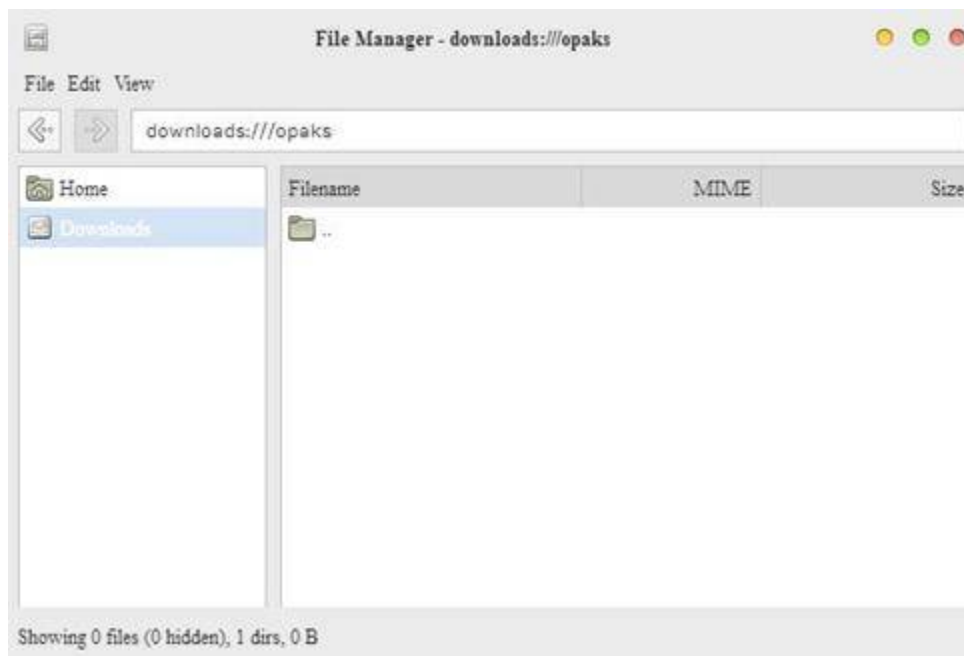 File Manager - downloads:///opaks
File Edit View
downloads:///opaks
Home
Downloads
Filename MIME Size
..
Showing 0 files (0 hidden), 1 dirs, 0 B